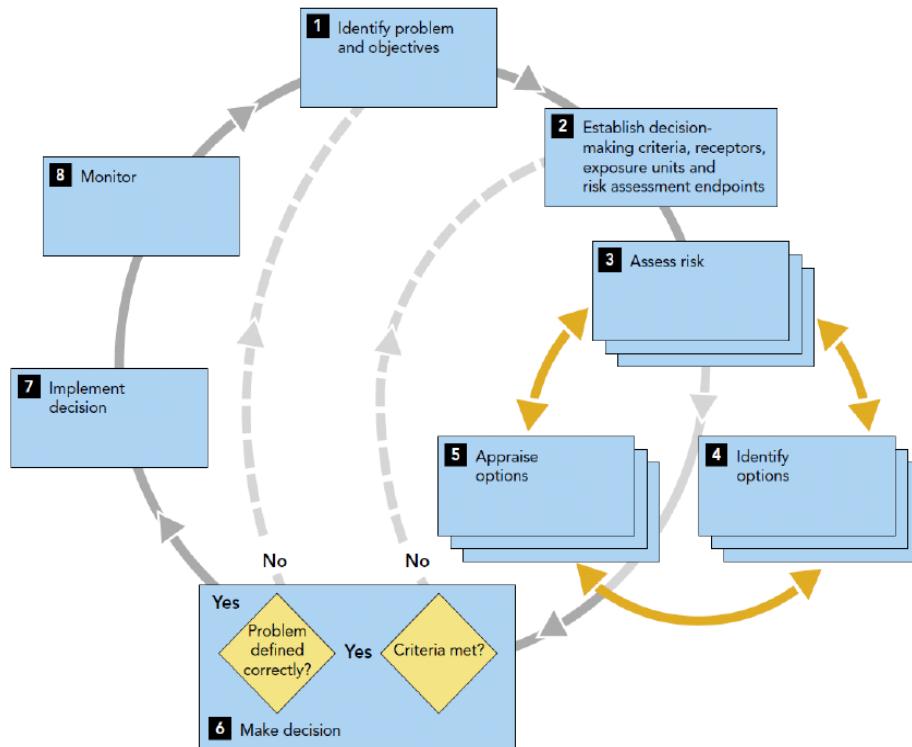 1 Identify problem
and objectives
2 Establish decision-
making criteria, receptors,
exposure units and
risk assessment endpoints
8 Monitor
3 Assess risk
7 Implement
decision
5 Appraise
options
4 Identify
options
No
No
Yes
Problem
defined
correctly?
Yes
Criteria met?
6 Make decision